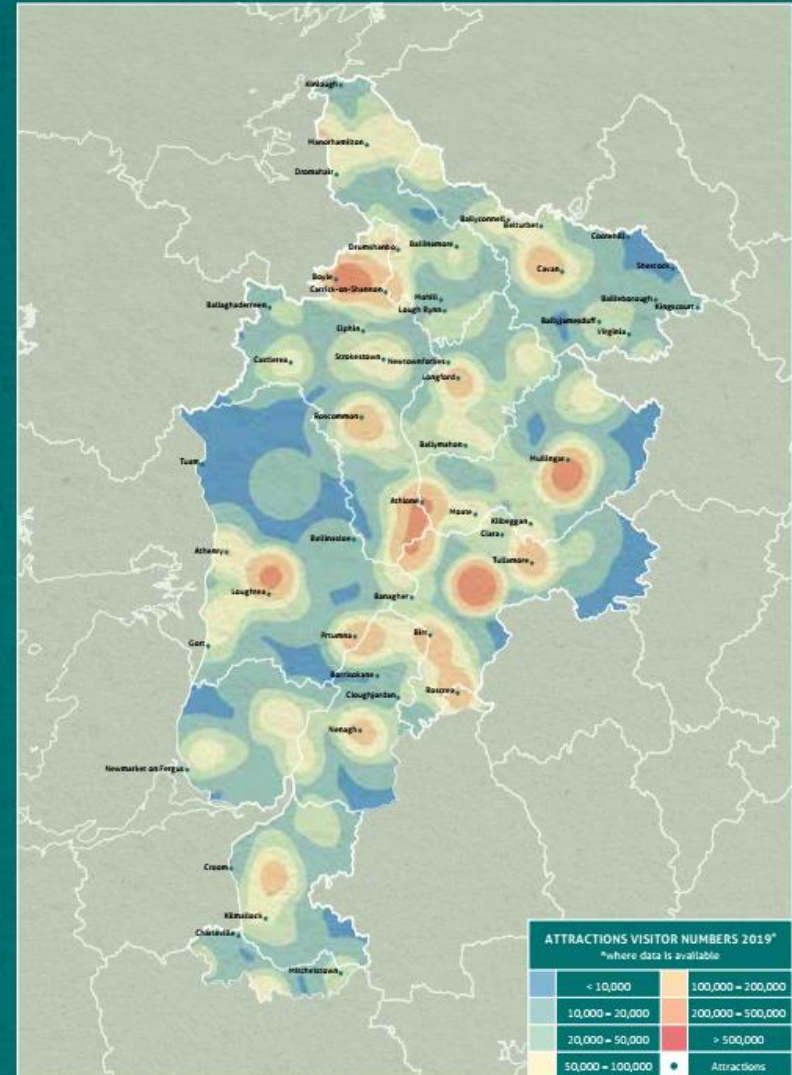 Kinlough
Manorhamilton
Dromahair
Ballyconnell
Belturbet
Cootehill
Drumshanbo
Ballinamore
Cavan
Shercock
Boyle
Carrick-on-Shannon
Mohill
Lough Rynn
Ballaghaderreen
Bailieborough
Kingscourt
Ballyjamesduff
Virginia
Elphin
Strokestown
Newtownforbes
Castlerea
Longford
Roscommon
Ballymahon
Tuam
Mullingar
Athlone
Moate
Kilbeggan
Clara
Ballinasloe
Athenry
Tullamore
Loughrea
Banagher
Portumna
Birr
Gort
Borrisokane
Cloughjordan
Roscrea
Nenagh
Newmarket on Fergus
Croom
Kilmallock
Charleville
Mitchelstown
ATTRACTIONS VISITOR NUMBERS 2019*
*where data is available
< 10,000
100,000 - 200,000
10,000 - 20,000
200,000 - 500,000
20,000 - 50,000
> 500,000
50,000 - 100,000
Attractions